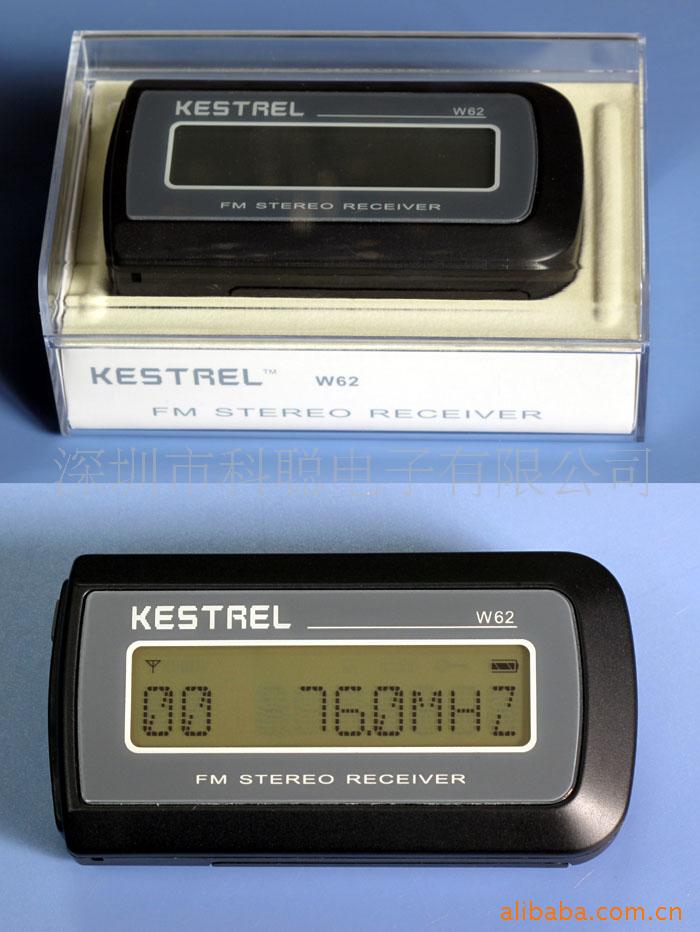 KESTREL W62
FM STEREO RECEIVER
KESTREL™ W62
FM STEREO RECEIVER
深圳市科聪电子有限公司
KESTREL W62
00 76.0MHZ
FM STEREO RECEIVER
alibaba.com.cn